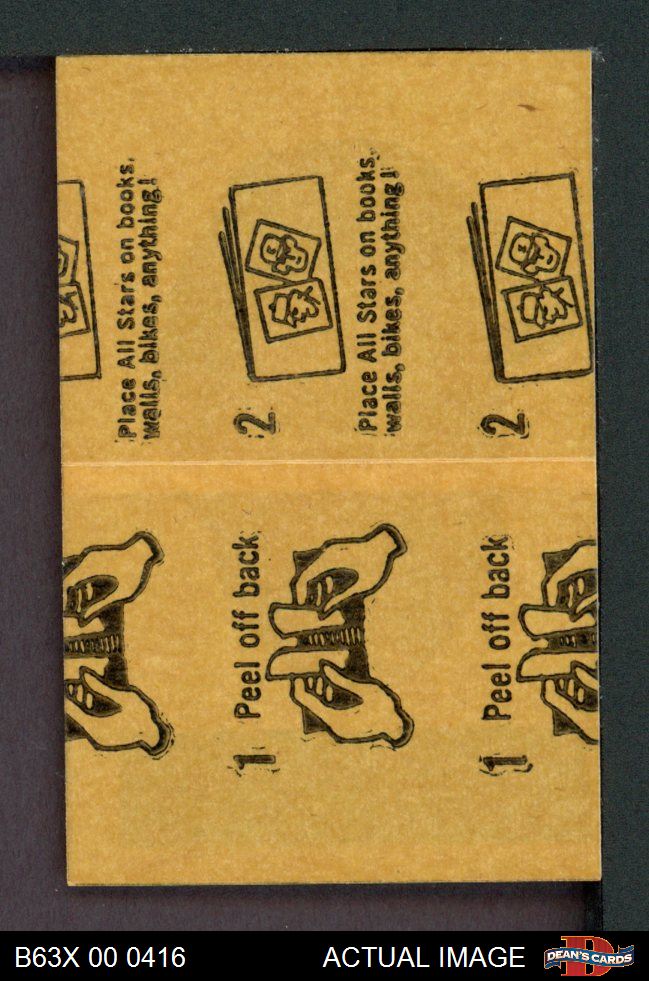 Place All Stars on books,
walls, bikes, anything!
1 Peel off back
2
Place All Stars on books,
walls, bikes, anything!
1 Peel off back
2
B63X 00 0416
ACTUAL IMAGE
DEAN'S CARDS